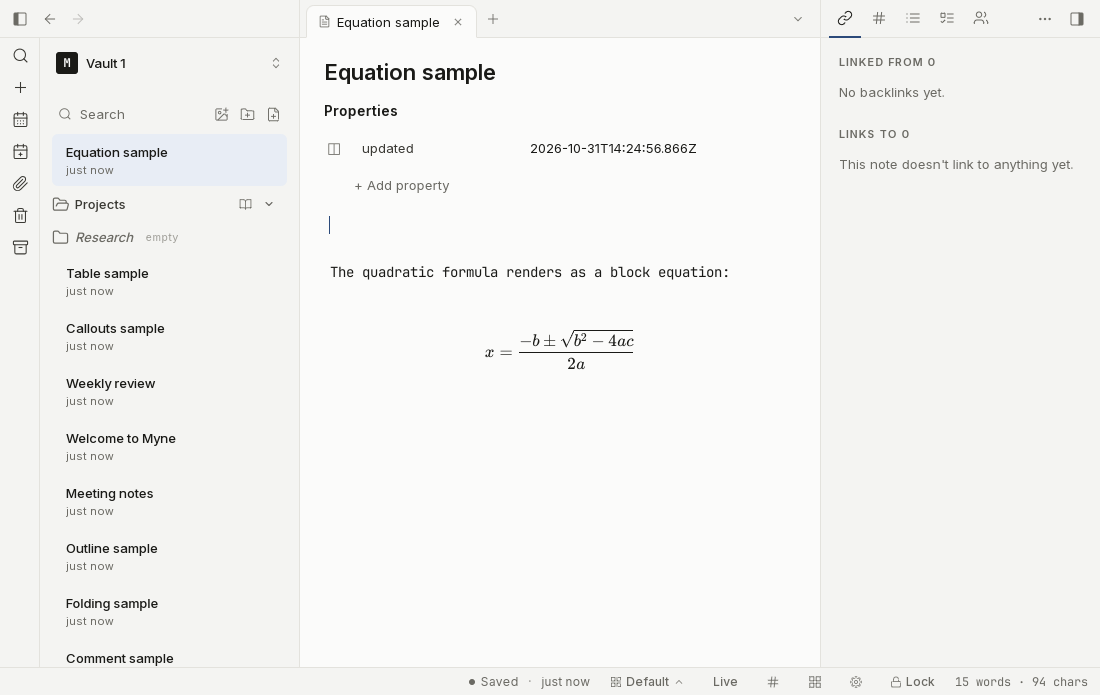 Equation sample
M Vault 1
Search
Equation sample
just now
Projects
Research empty
Table sample
just now
Callouts sample
just now
Weekly review
just now
Welcome to Myne
just now
Meeting notes
just now
Outline sample
just now
Folding sample
just now
Comment sample
Equation sample
Properties
updated 2026-10-31T14:24:56.866Z
+ Add property
The quadratic formula renders as a block equation:
x = \frac{-b ± \sqrt{b^2 − 4ac}}{2a}
LINKED FROM 0
No backlinks yet.
LINKS TO 0
This note doesn't link to anything yet.
Saved · just now Default Live Lock 15 words · 94 chars